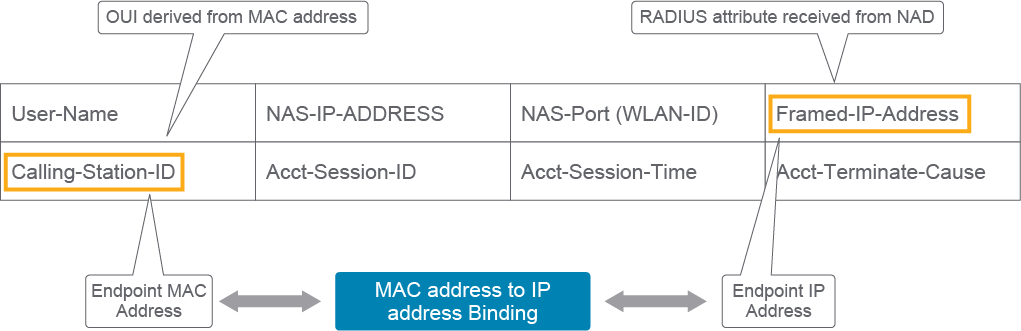 OUI derived from MAC address
RADIUS attribute received from NAD
User-Name
NAS-IP-ADDRESS
NAS-Port (WLAN-ID)
Framed-IP-Address
Calling-Station-ID
Acct-Session-ID
Acct-Session-Time
Acct-Terminate-Cause
Endpoint MAC
Address
MAC address to IP
address Binding
Endpoint IP
Address